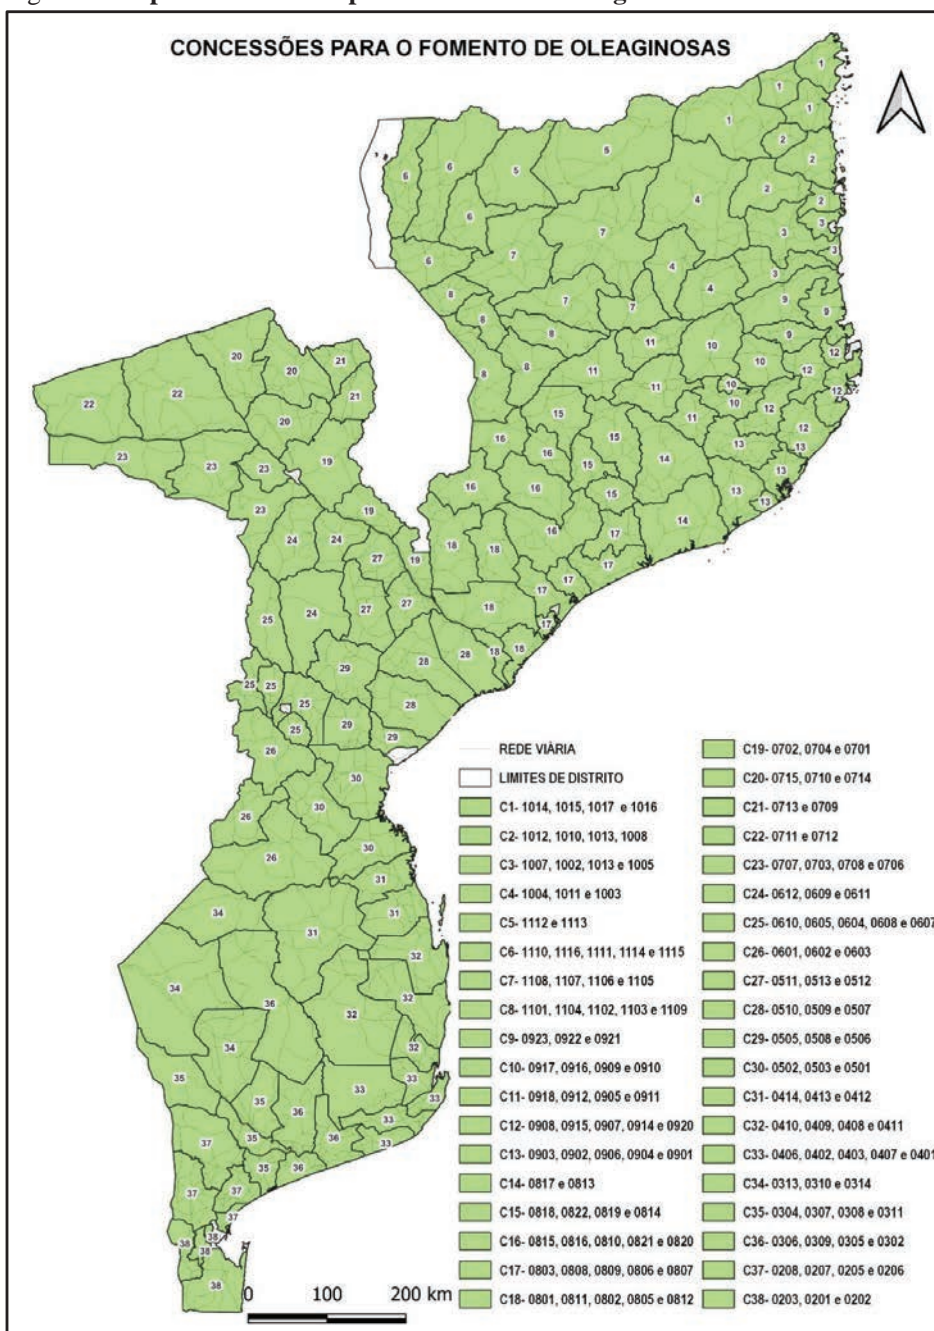 CONCESSÕES PARA O FOMENTO DE OLEAGINOSAS
REDE VIÀRIA
LIMITES DE DISTRITO
C1- 1014, 1015, 1017 e 1016
C2- 1012, 1010, 1013, 1008
C3- 1007, 1002, 1013 e 1005
C4- 1004, 1011 e 1003
C5- 1112 e 1113
C6- 1110, 1116, 1111, 1114 e 1115
C7- 1108, 1107, 1106 e 1105
C8- 1101, 1104, 1102, 1103 e 1109
C9- 0923, 0922 e 0921
C10- 0917, 0916, 0909 e 0910
C11- 0918, 0912, 0905 e 0911
C12- 0908, 0915, 0907, 0914 e 0920
C13- 0903, 0902, 0906, 0904 e 0901
C14- 0817 e 0813
C15- 0818, 0822, 0819 e 0814
C16- 0815, 0816, 0810, 0821 e 0820
C17- 0803, 0808, 0809, 0806 e 0807
C18- 0801, 0811, 0802, 0805 e 0812
C19- 0702, 0704 e 0701
C20- 0715, 0710 e 0714
C21- 0713 e 0709
C22- 0711 e 0712
C23- 0707, 0703, 0708 e 0706
C24- 0612, 0609 e 0611
C25- 0610, 0605, 0604, 0608 e 0607
C26- 0601, 0602 e 0603
C27- 0511, 0513 e 0512
C28- 0510, 0509 e 0507
C29- 0505, 0508 e 0506
C30- 0502, 0503 e 0501
C31- 0414, 0413 e 0412
C32- 0410, 0409, 0408 e 0411
C33- 0406, 0402, 0403, 0407 e 0401
C34- 0313, 0310 e 0314
C35- 0304, 0307, 0308 e 0311
C36- 0306, 0309, 0305 e 0302
C37- 0208, 0207, 0205 e 0206
C38- 0203, 0201 e 0202
0 100 200 km